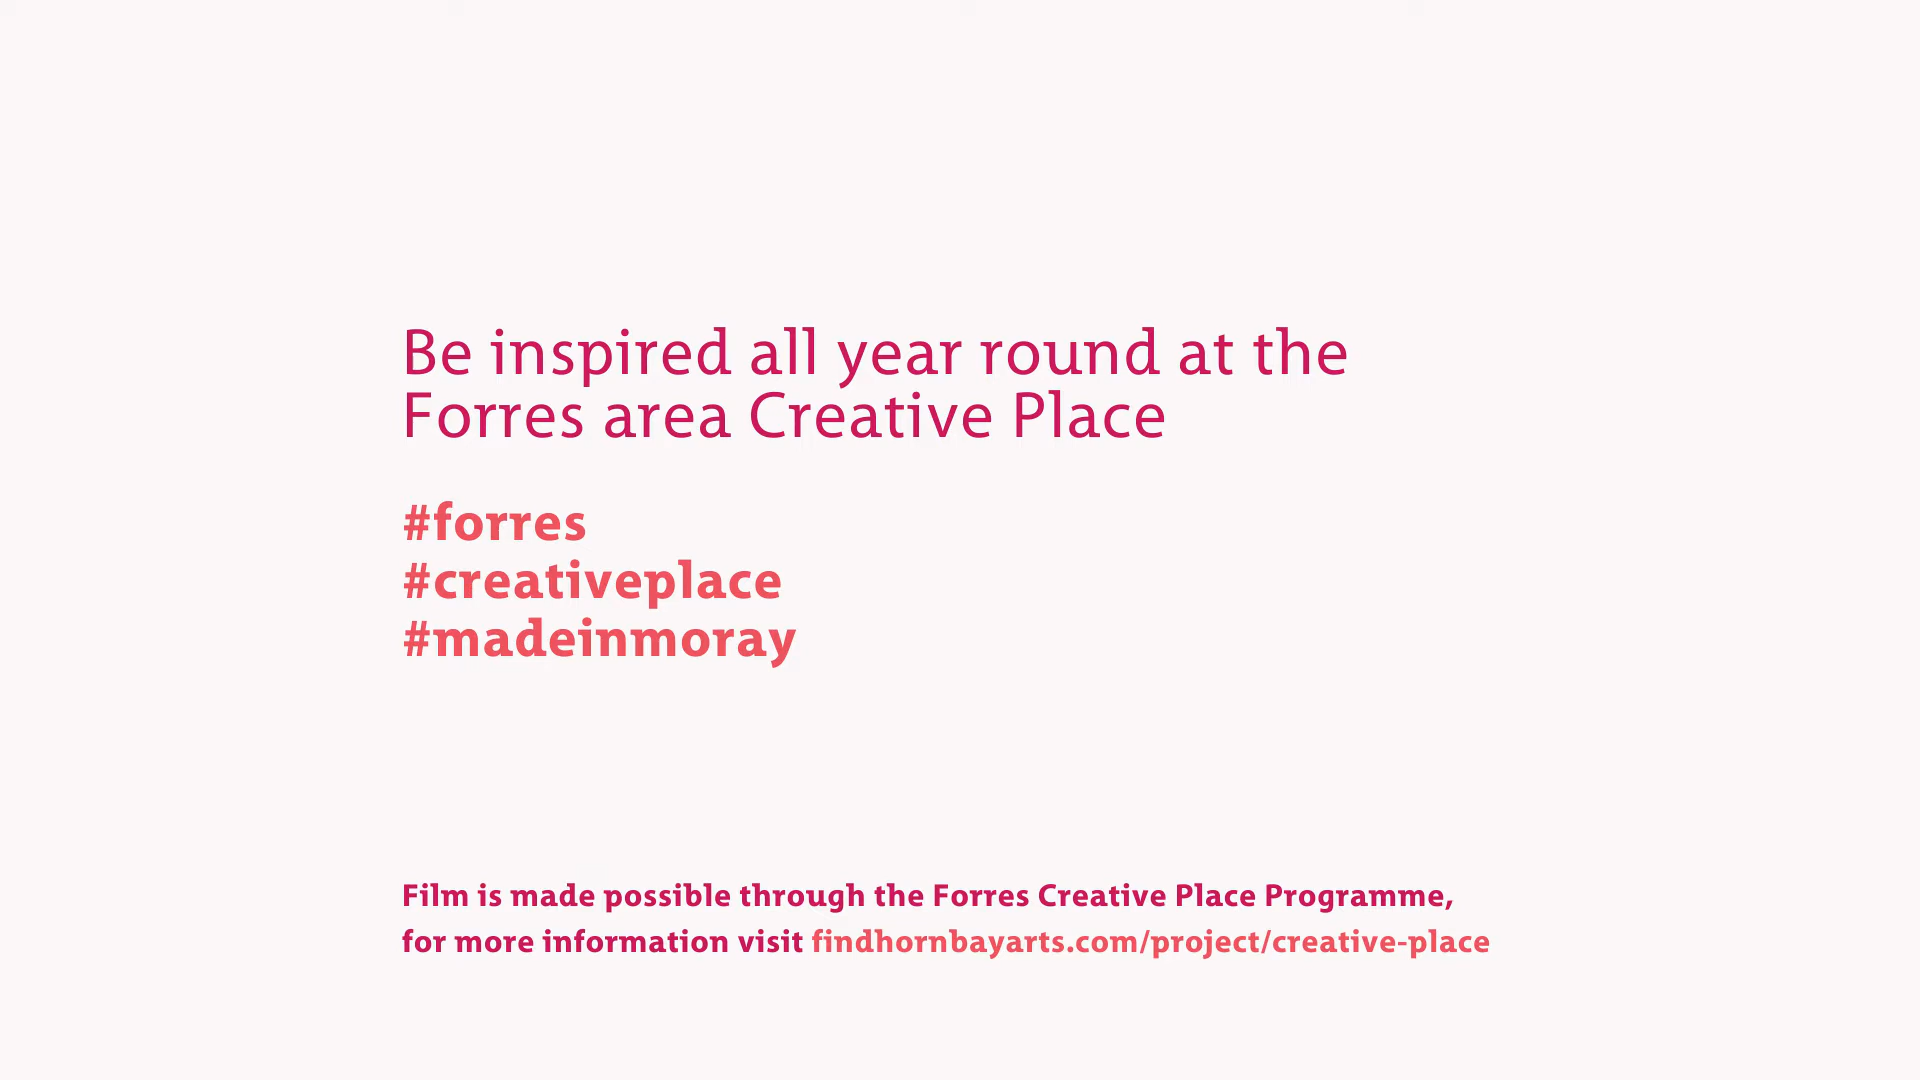 Be inspired all year round at the
Forres area Creative Place
#forres
#creativeplace
#madeinmoray
Film is made possible through the Forres Creative Place Programme,
for more information visit findhornbayarts.com/project/creative-place